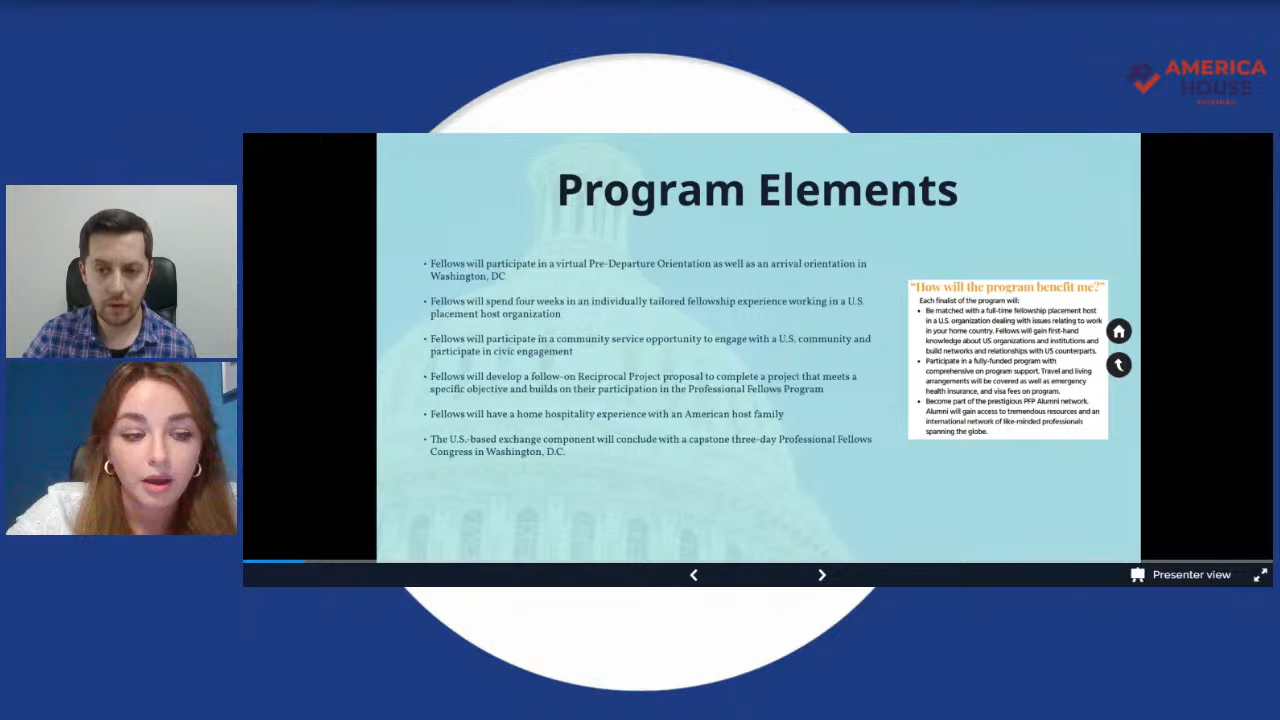 AMERICA
HOUSE
CHIȘINĂU
Program Elements
• Fellows will participate in a virtual Pre-Departure Orientation as well as an arrival orientation in
Washington, DC
• Fellows will spend four weeks in an individually tailored fellowship experience working in a U.S.
placement host organization
• Fellows will participate in a community service opportunity to engage with a U.S. community and
participate in civic engagement
• Fellows will develop a follow-on Reciprocal Project proposal to complete a project that meets a
specific objective and builds on their participation in the Professional Fellows Program
• Fellows will have a home hospitality experience with an American host family
• The U.S.-based exchange component will conclude with a capstone three-day Professional Fellows
Congress in Washington, D.C.
“How will the program benefit me?”
Each finalist of the program will:
• Be matched with a full-time fellowship placement host
in a U.S. organization dealing with issues relating to work
in your home country. Fellows will gain first-hand
knowledge about US organizations and institutions and
build networks and relationships with US counterparts.
• Participate in a fully-funded program with
comprehensive on program support. Travel and living
arrangements will be covered as well as emergency
health insurance, and visa fees on program.
• Become part of the prestigious PFP Alumni network.
Alumni will gain access to tremendous resources and an
international network of like-minded professionals
spanning the globe.
Presenter view